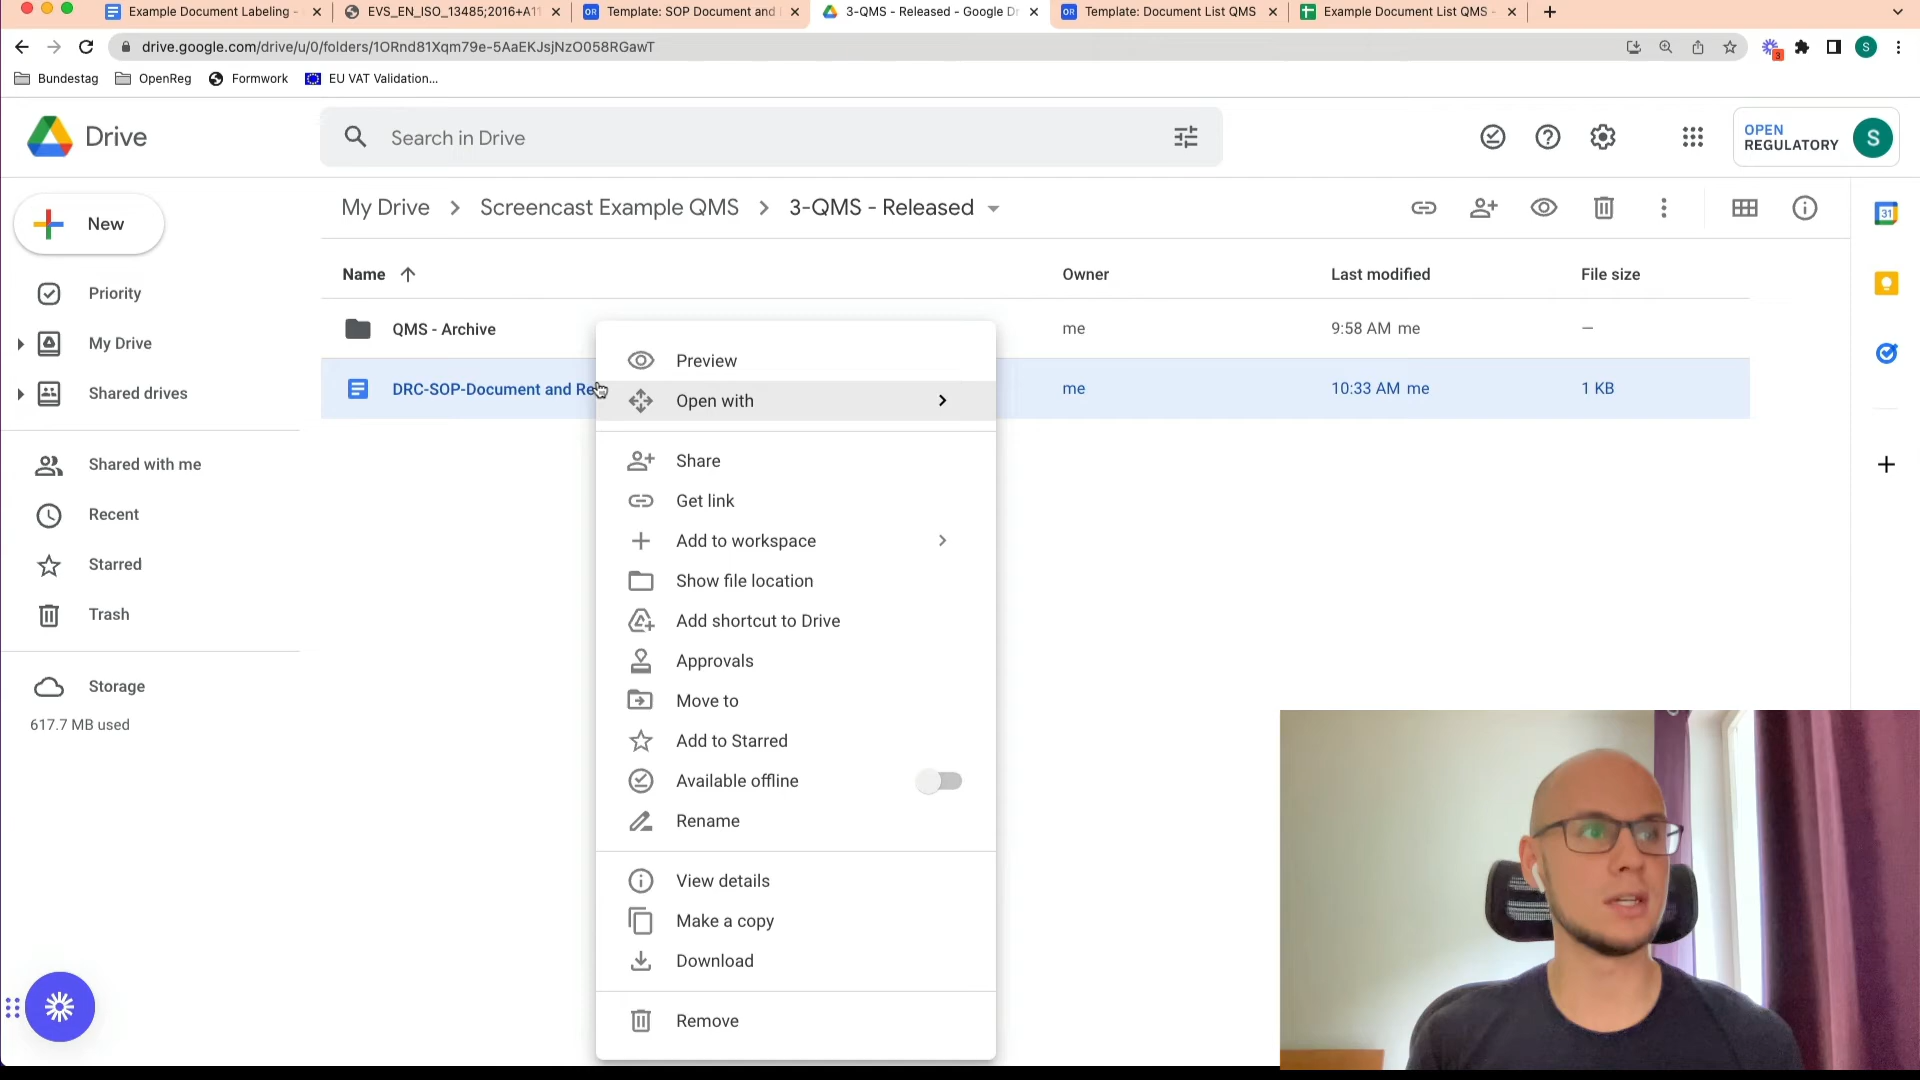 Example Document Labeling -
EVS_EN_ISO_13485;2016+A11
Template: SOP Document and
3-QMS - Released - Google Dr
Template: Document List QMS
Example Document List QMS -
drive.google.com/drive/u/0/folders/1ORnd81Xqm79e-5AaEKJsjNzO058RGawT
3
S
Bundestag
OpenReg
Formwork
EU VAT Validation...
Drive
Search in Drive
OPEN
REGULATORY
S
New
My Drive
Screencast Example QMS
3-QMS - Released
31
Name
Owner
Last modified
File size
Priority
My Drive
Shared drives
Shared with me
Recent
Starred
Trash
Storage
617.7 MB used
QMS - Archive
me
9:58 AM me
–
DRC-SOP-Document and Re
me
10:33 AM me
1 KB
Preview
Open with
Share
Get link
Add to workspace
Show file location
Add shortcut to Drive
Approvals
Move to
Add to Starred
Available offline
Rename
View details
Make a copy
Download
Remove